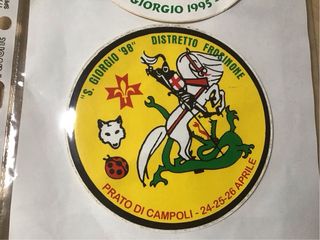 GIORGIO 1995 -
"S. GIORGIO '98" DISTRETTO FROSINONE
PRATO DI CAMPOLI - 24-25-26 APRILE